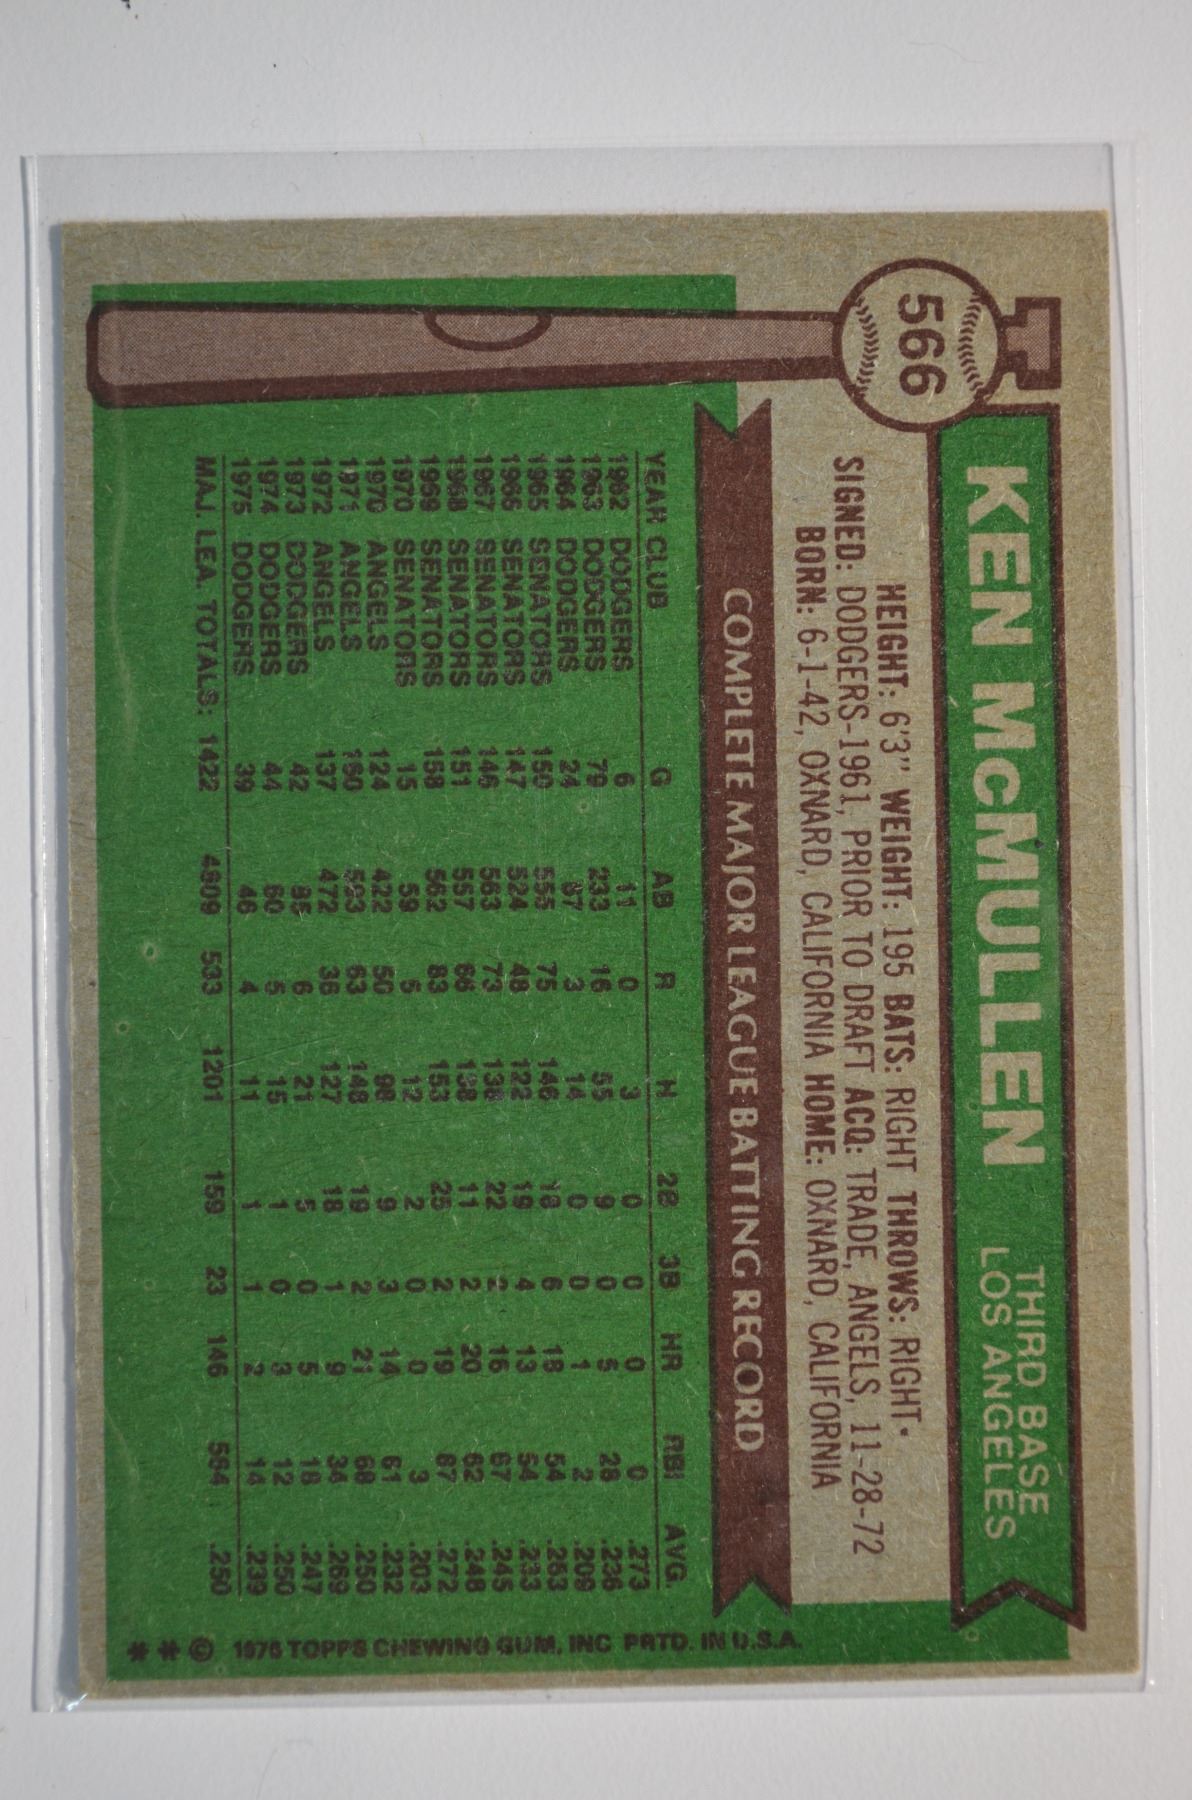 566
KEN McMULLEN
THIRD BASE
LOS ANGELES
HEIGHT: 6'3" WEIGHT: 195 BATS: RIGHT THROWS: RIGHT·
SIGNED: DODGERS-1961, PRIOR TO DRAFT ACQ: TRADE, ANGELS, 11-28-72
BORN: 6-1-42, OXNARD, CALIFORNIA HOME: OXNARD, CALIFORNIA
COMPLETE MAJOR LEAGUE BATTING RECORD
YEAR CLUB G AB R H 2B 3B HR RBI AVG.
1962 DODGERS 6 11 0 3 0 0 0 0 .273
1963 DODGERS 79 233 16 55 9 0 5 28 .236
1964 DODGERS 24 67 3 14 0 0 1 2 .209
1965 SENATORS 150 555 75 146 18 6 18 54 .263
1966 SENATORS 147 524 48 122 19 4 13 54 .233
1967 SENATORS 146 563 73 138 22 2 16 67 .245
1968 SENATORS 151 557 66 138 11 2 20 62 .248
1969 SENATORS 158 562 83 153 25 2 19 87 .272
1970 SENATORS 15 59 5 12 2 0 0 3 .203
1970 ANGELS 124 422 50 98 9 3 14 61 .232
1971 ANGELS 160 593 63 148 19 2 21 68 .250
1972 ANGELS 137 472 36 127 18 1 9 34 .269
1973 DODGERS 42 85 6 21 5 0 5 18 .247
1974 DODGERS 44 60 5 15 1 0 3 12 .250
1975 DODGERS 39 46 4 11 1 1 2 14 .239
MAJ. LEA. TOTALS: 1422 4809 533 1201 159 23 146 564 .250
* * © 1976 TOPPS CHEWING GUM, INC PRTD. IN U.S.A.